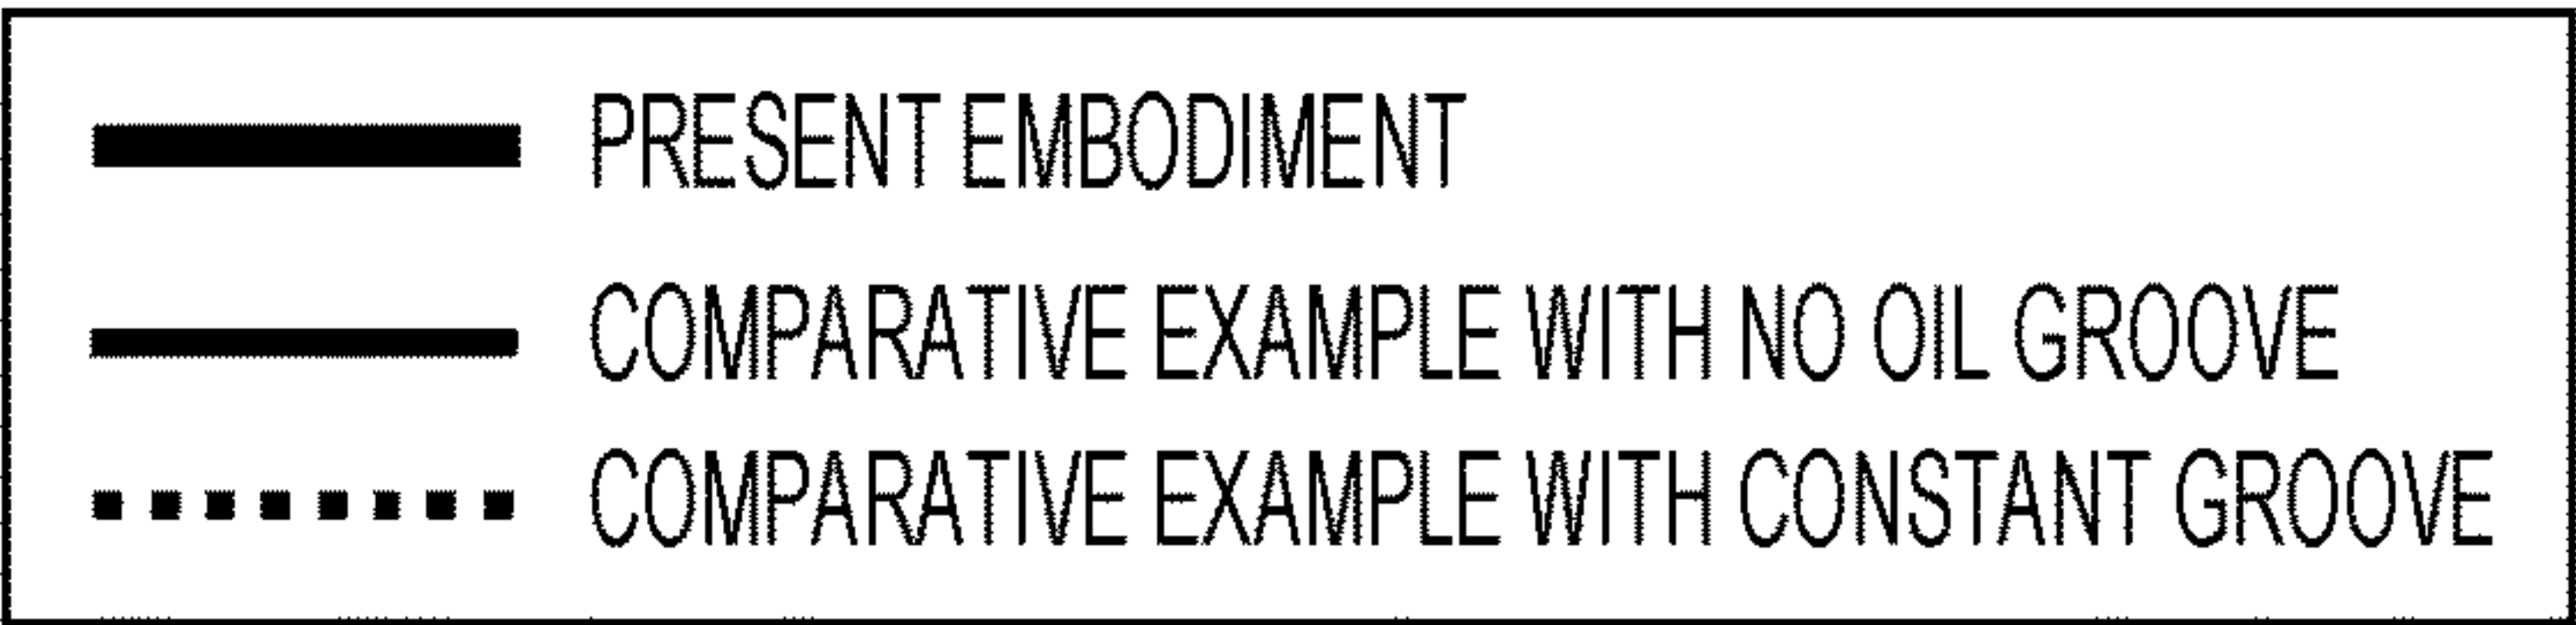 PRESENT EMBODIMENT
COMPARATIVE EXAMPLE WITH NO OIL GROOVE
COMPARATIVE EXAMPLE WITH CONSTANT GROOVE